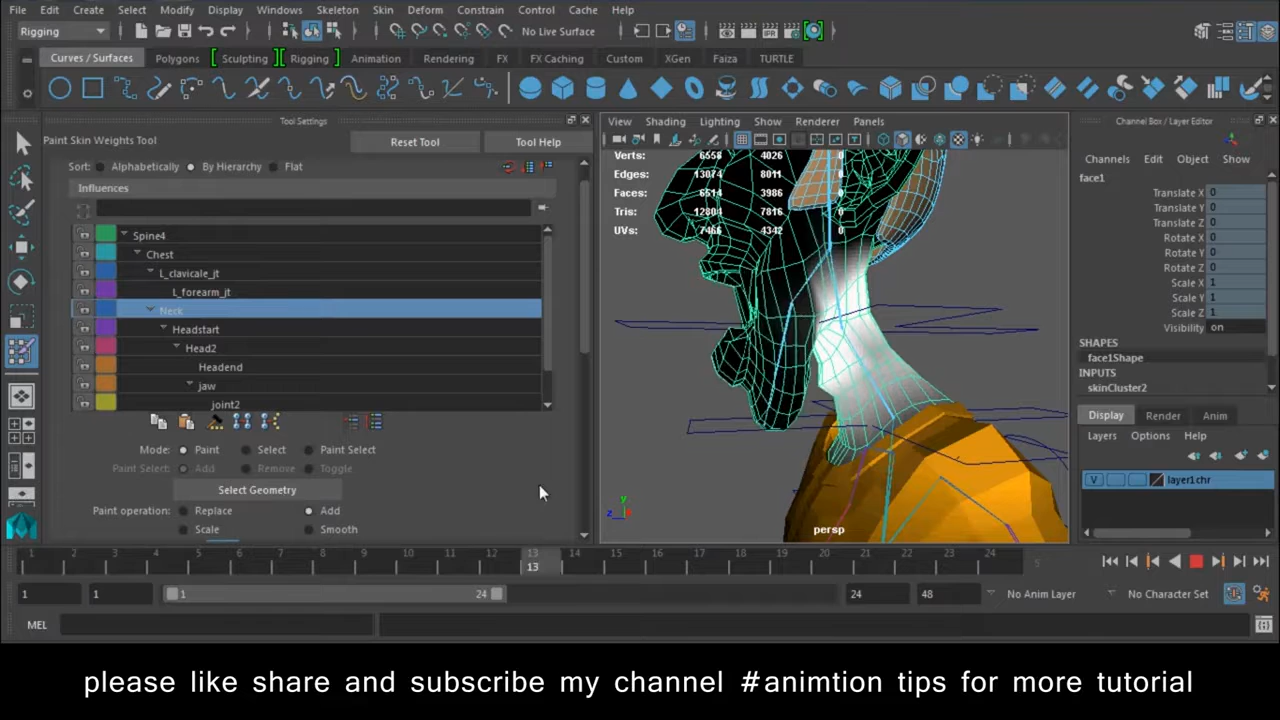 File Edit Create Select Modify Display Windows Skeleton Skin Deform Constrain Control Cache Help
Rigging No Live Surface
Curves / Surfaces Polygons Sculpting Rigging Animation Rendering FX FX Caching Custom XGen Faiza TURTLE
Tool Settings
Paint Skin Weights Tool Reset Tool Tool Help
Sort: Alphabetically By Hierarchy Flat
Influences
Spine4
Chest
L_clavicale_jt
L_forearm_jt
Neck
Headstart
Head2
Headend
jaw
joint2
Mode: Paint Select Paint Select
Paint Select: Add Remove Toggle
Select Geometry
Paint operation: Replace Add
Scale Smooth
View Shading Lighting Show Renderer Panels
Verts: 6558 4026 0
Edges: 13074 8011 0
Faces: 6514 3986 0
Tris: 12804 7816 0
UVs: 7466 4342 0
y
z
persp
Channel Box / Layer Editor
Channels Edit Object Show
face1
Translate X 0
Translate Y 0
Translate Z 0
Rotate X 0
Rotate Y 0
Rotate Z 0
Scale X 1
Scale Y 1
Scale Z 1
Visibility on
SHAPES
face1Shape
INPUTS
skinCluster2
Display Render Anim
Layers Options Help
V layer1chr
1 2 3 4 5 6 7 8 9 10 11 12 13 14 15 16 17 18 19 20 21 22 23 24
13
1 1 1 24 24 48 No Anim Layer No Character Set
MEL
please like share and subscribe my channel #animtion tips for more tutorial